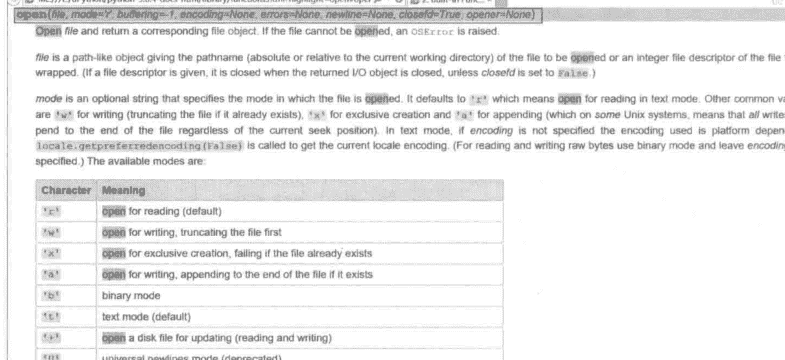 open(file, mode='r', buffering=-1, encoding=None, errors=None, newline=None, closefd=True, opener=None)
Open file and return a corresponding file object. If the file cannot be opened, an OSError is raised.
file is a path-like object giving the pathname (absolute or relative to the current working directory) of the file to be opened or an integer file descriptor of the file
wrapped. (If a file descriptor is given, it is closed when the returned I/O object is closed, unless closefd is set to False.)
mode is an optional string that specifies the mode in which the file is opened. It defaults to 'r' which means open for reading in text mode. Other common va
are 'w' for writing (truncating the file if it already exists), 'x' for exclusive creation and 'a' for appending (which on some Unix systems, means that all write
pend to the end of the file regardless of the current seek position). In text mode, if encoding is not specified the encoding used is platform depen
locale.getpreferredencoding(False) is called to get the current locale encoding. (For reading and writing raw bytes use binary mode and leave encoding
specified.) The available modes are:
Character Meaning
'r' open for reading (default)
'w' open for writing, truncating the file first
'x' open for exclusive creation, failing if the file already exists
'a' open for writing, appending to the end of the file if it exists
'b' binary mode
't' text mode (default)
'+' open a disk file for updating (reading and writing)
'U' universal newlines mode (deprecated)